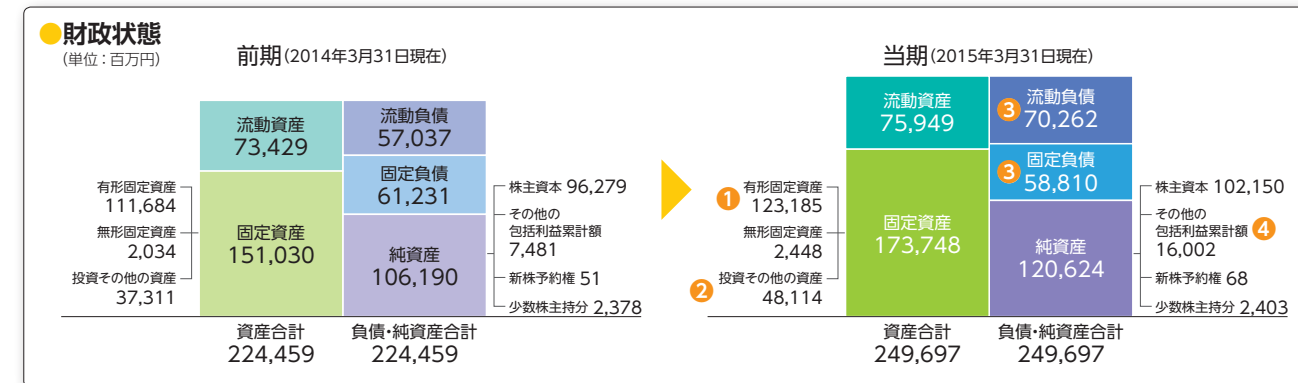 ●財政状態
（単位：百万円）
前期（2014年3月31日現在）
流動資産
73,429
流動負債
57,037
固定負債
61,231
有形固定資産
111,684
無形固定資産
2,034
投資その他の資産
37,311
固定資産
151,030
純資産
106,190
株主資本 96,279
その他の
包括利益累計額
7,481
新株予約権 51
少数株主持分 2,378
資産合計
224,459
負債・純資産合計
224,459
当期（2015年3月31日現在）
流動資産
75,949
❸ 流動負債
70,262
❸ 固定負債
58,810
❶ 有形固定資産
123,185
無形固定資産
2,448
❷ 投資その他の資産
48,114
固定資産
173,748
純資産
120,624
株主資本 102,150
その他の
包括利益累計額 ❹
16,002
新株予約権 68
少数株主持分 2,403
資産合計
249,697
負債・純資産合計
249,697